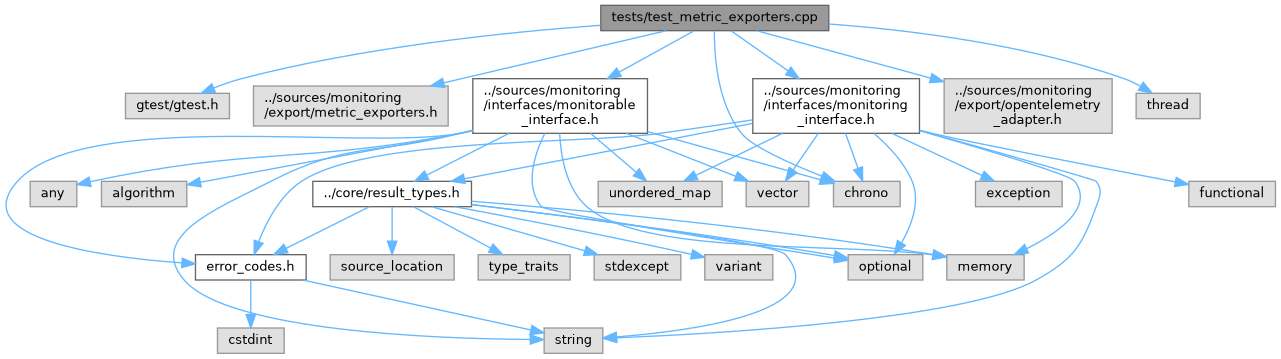 tests/test_metric_exporters.cpp
gtest/gtest.h
../sources/monitoring
/export/metric_exporters.h
../sources/monitoring
/interfaces/monitorable
_interface.h
../sources/monitoring
/interfaces/monitoring
_interface.h
../sources/monitoring
/export/opentelemetry
_adapter.h
thread
any
algorithm
../core/result_types.h
unordered_map
vector
chrono
exception
functional
error_codes.h
source_location
type_traits
stdexcept
variant
optional
memory
cstdint
string